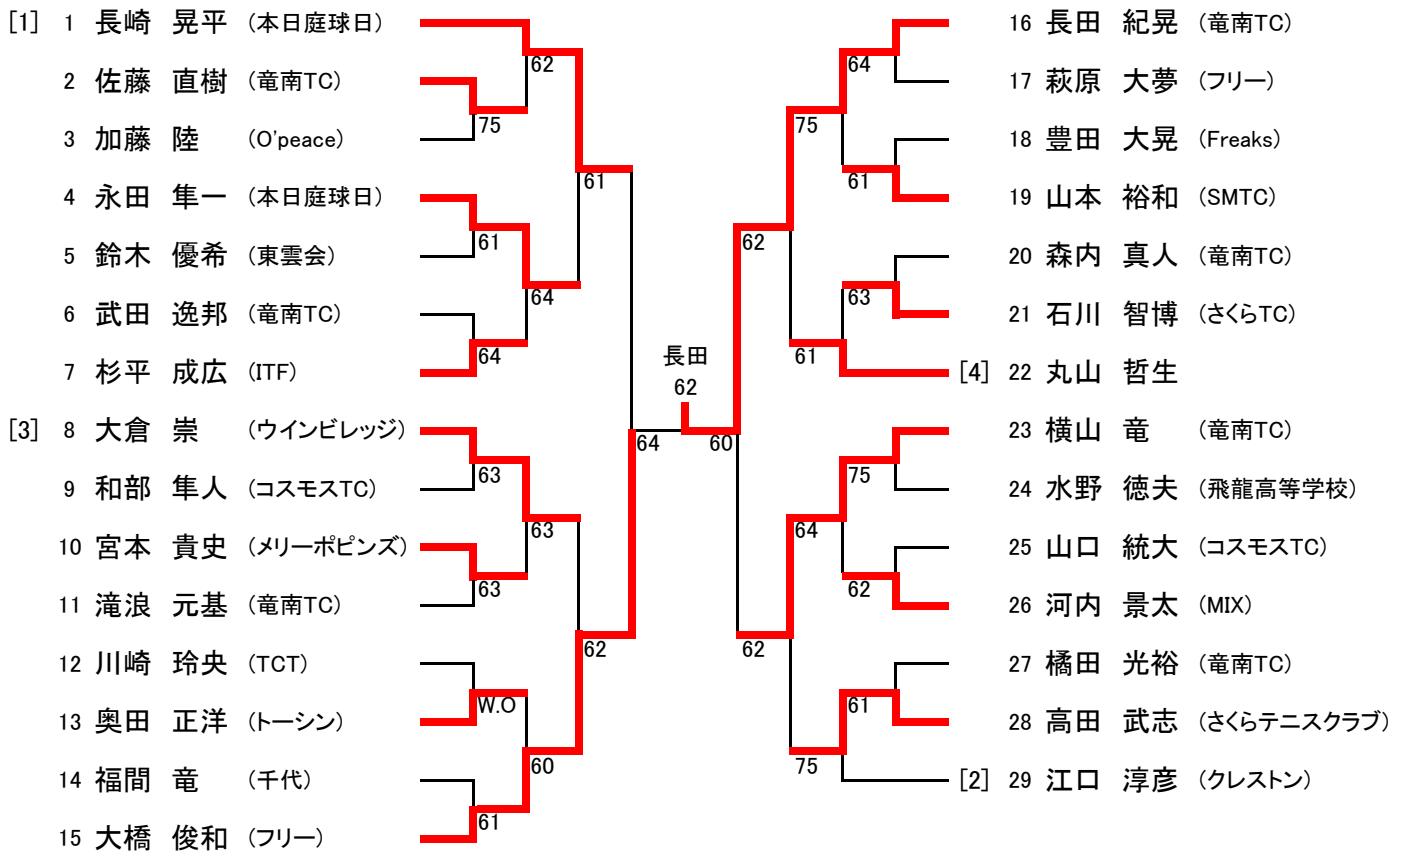 [1] 1 長崎 晃平 (本日庭球日)
2 佐藤 直樹 (竜南TC)
3 加藤 陸 (O'peace)
4 永田 隼一 (本日庭球日)
5 鈴木 優希 (東雲会)
6 武田 逸邦 (竜南TC)
7 杉平 成広 (ITF)
[3] 8 大倉 崇 (ウインビレッジ)
9 和部 隼人 (コスモスTC)
10 宮本 貴史 (メリーポピンズ)
11 滝浪 元基 (竜南TC)
12 川崎 玲央 (TCT)
13 奥田 正洋 (トーシン)
14 福間 竜 (千代)
15 大橋 俊和 (フリー)
62
75
61
61
64
64
63
63
63
62
W.O
60
61
64
長田
62
60
64
75
61
62
63
61
75
64
62
62
61
75
16 長田 紀晃 (竜南TC)
17 萩原 大夢 (フリー)
18 豊田 大晃 (Freaks)
19 山本 裕和 (SMTC)
20 森内 真人 (竜南TC)
21 石川 智博 (さくらTC)
[4] 22 丸山 哲生
23 横山 竜 (竜南TC)
24 水野 徳夫 (飛龍高等学校)
25 山口 統大 (コスモスTC)
26 河内 景太 (MIX)
27 橘田 光裕 (竜南TC)
28 高田 武志 (さくらテニスクラブ)
[2] 29 江口 淳彦 (クレストン)